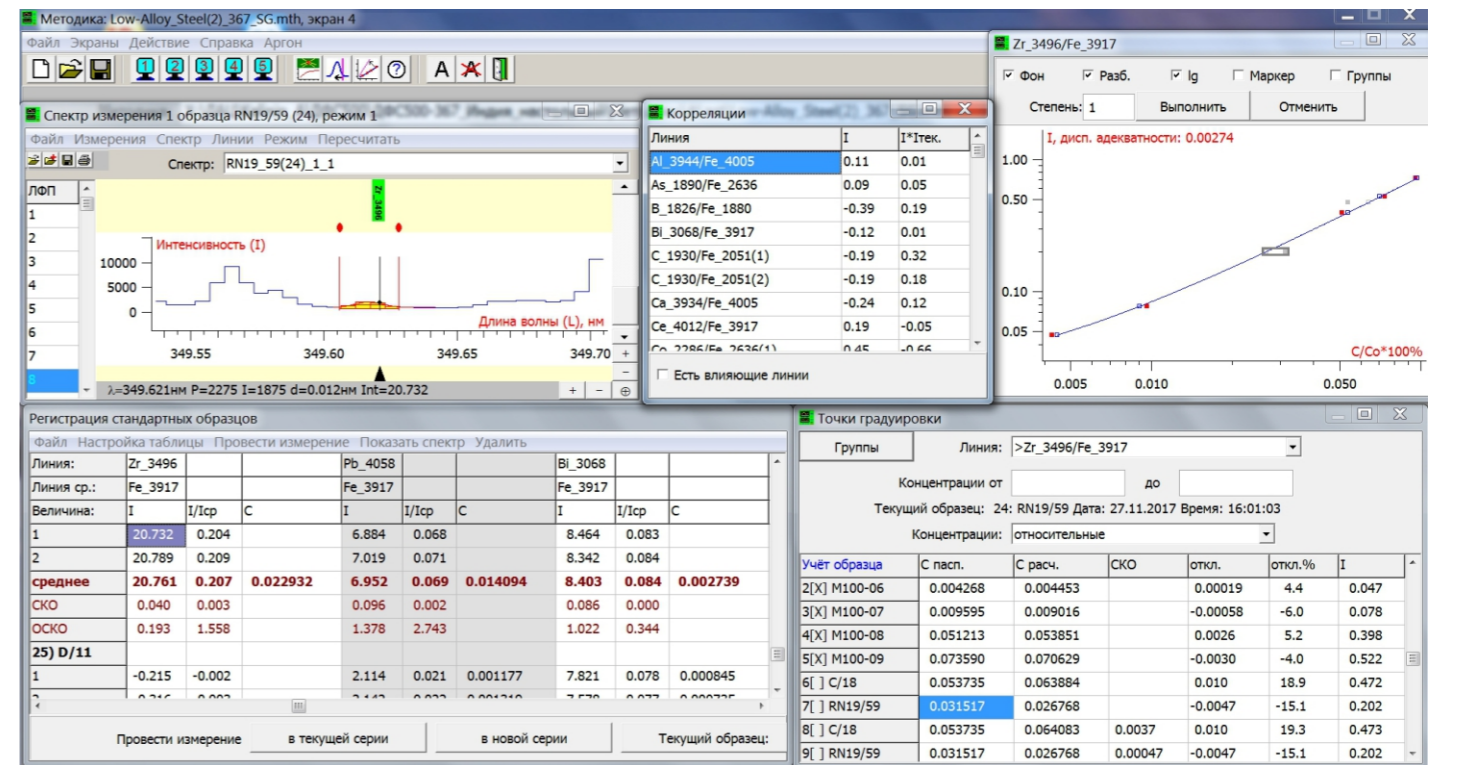 Методика: Low-Alloy_Steel(2)_367_SG.mth, экран 4
Файл Экраны Действие Справка Аргон
1 2 3 4 5 A
Спектр измерения 1 образца RN19/59 (24), режим 1
Файл Измерения Спектр Линии Режим Пересчитать
Спектр: RN19_59(24)_1_1
ЛФП
1
2
3
4
5
6
7
8
Zr_3496
Интенсивность (I)
10000
5000
0
Длина волны (L), нм
349.55 349.60 349.65 349.70
λ=349.621нм P=2275 I=1875 d=0.012нм Int=20.732
Корреляции
Линия I I*Iтек.
Al_3944/Fe_4005 0.11 0.01
As_1890/Fe_2636 0.09 0.05
B_1826/Fe_1880 -0.39 0.19
Bi_3068/Fe_3917 -0.12 0.01
C_1930/Fe_2051(1) -0.19 0.32
C_1930/Fe_2051(2) -0.19 0.18
Ca_3934/Fe_4005 -0.24 0.12
Ce_4012/Fe_3917 0.19 -0.05
Co_2286/Fe_2636(1) 0.45 -0.66
Есть влияющие линии
Zr_3496/Fe_3917
Фон Разб. lg Маркер Группы
Степень: 1 Выполнить Отменить
I, дисп. адекватности: 0.00274
1.00
0.50
0.10
0.05
C/Co*100%
0.005 0.010 0.050
Регистрация стандартных образцов
Файл Настройка таблицы Провести измерение Показать спектр Удалить
Линия: Zr_3496 Pb_4058 Bi_3068
Линия ср.: Fe_3917 Fe_3917 Fe_3917
Величина: I I/Iср C I I/Iср C I I/Iср C
1 20.732 0.204 6.884 0.068 8.464 0.083
2 20.789 0.209 7.019 0.071 8.342 0.084
среднее 20.761 0.207 0.022932 6.952 0.069 0.014094 8.403 0.084 0.002739
СКО 0.040 0.003 0.096 0.002 0.086 0.000
ОСКО 0.193 1.558 1.378 2.743 1.022 0.344
25) D/11
1 -0.215 -0.002 2.114 0.021 0.001177 7.821 0.078 0.000845
Провести измерение в текущей серии в новой серии Текущий образец:
Точки градуировки
Группы Линия: >Zr_3496/Fe_3917
Концентрации от до
Текущий образец: 24: RN19/59 Дата: 27.11.2017 Время: 16:01:03
Концентрации: относительные
Учёт образца С пасп. С расч. СКО откл. откл.% I
2[X] M100-06 0.004268 0.004453 0.00019 4.4 0.047
3[X] M100-07 0.009595 0.009016 -0.00058 -6.0 0.078
4[X] M100-08 0.051213 0.053851 0.0026 5.2 0.398
5[X] M100-09 0.073590 0.070629 -0.0030 -4.0 0.522
6[ ] C/18 0.053735 0.063884 0.010 18.9 0.472
7[ ] RN19/59 0.031517 0.026768 -0.0047 -15.1 0.202
8[ ] C/18 0.053735 0.064083 0.0037 0.010 19.3 0.473
9[ ] RN19/59 0.031517 0.026768 0.00047 -0.0047 -15.1 0.202